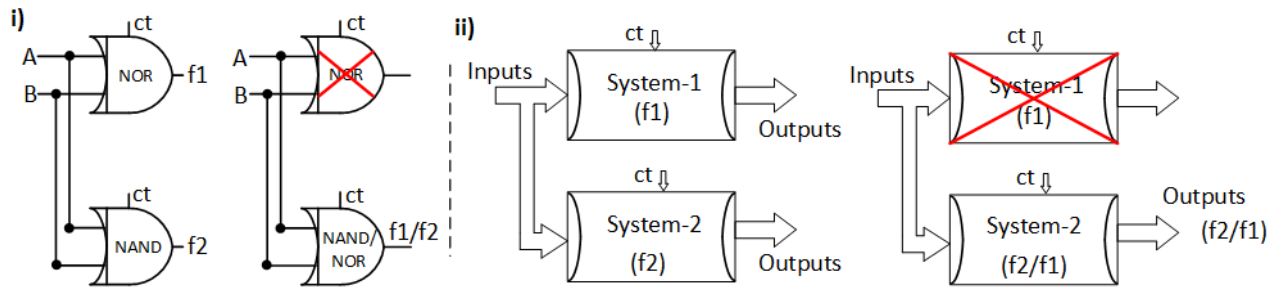 i)
ct
A
NOR
f1
B
ct
NAND
f2
ct
A
NOR
B
ct
NAND/
NOR
f1/f2
ii)
ct
Inputs
System-1
(f1)
Outputs
ct
System-2
(f2)
Outputs
ct
Inputs
System-1
(f1)
ct
Outputs
System-2
(f2/f1)
(f2/f1)